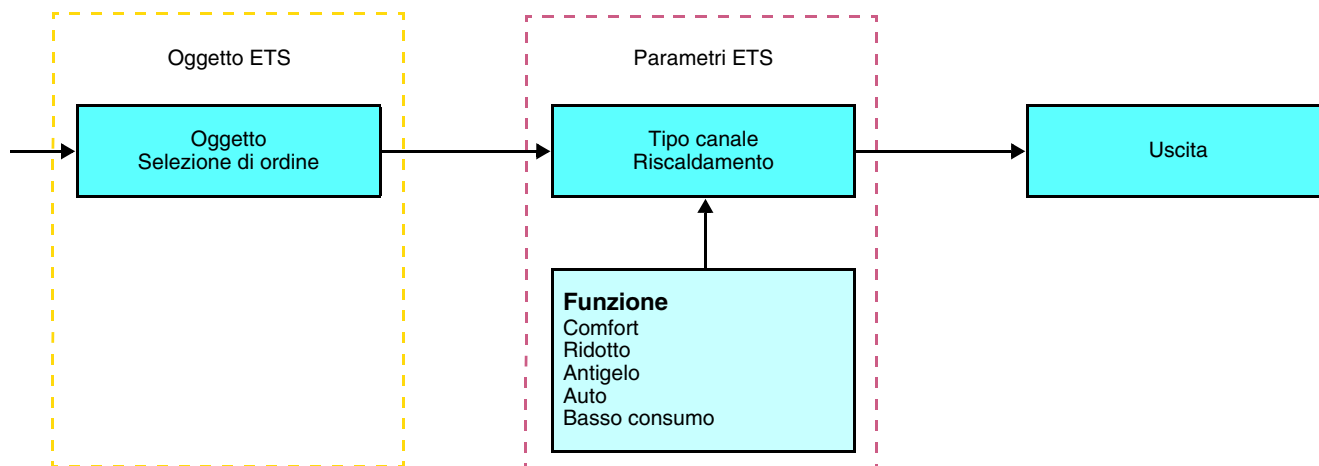 Oggetto ETS
Parametri ETS
Oggetto
Selezione di ordine
Tipo canale
Riscaldamento
Uscita
Funzione
Comfort
Ridotto
Antigelo
Auto
Basso consumo